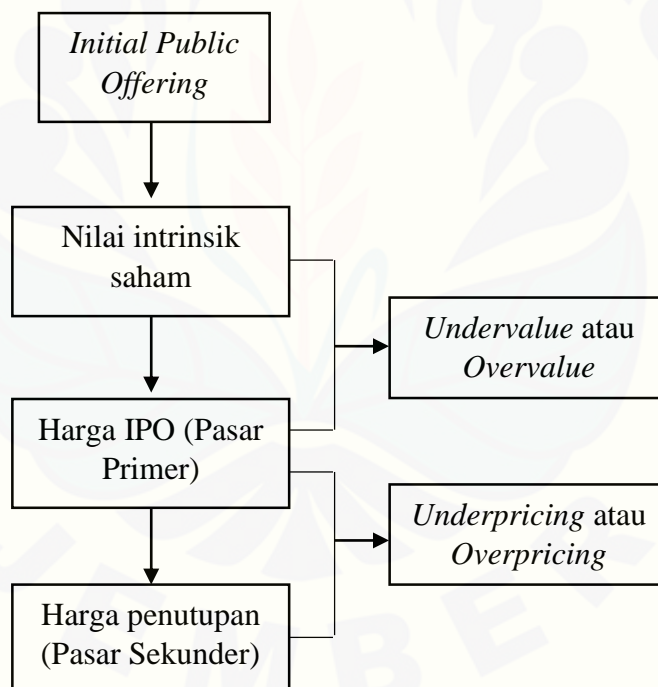 Initial Public
Offering
Nilai intrinsik
saham
Undervalue atau
Overvalue
Harga IPO (Pasar
Primer)
Underpricing atau
Overpricing
Harga penutupan
(Pasar Sekunder)